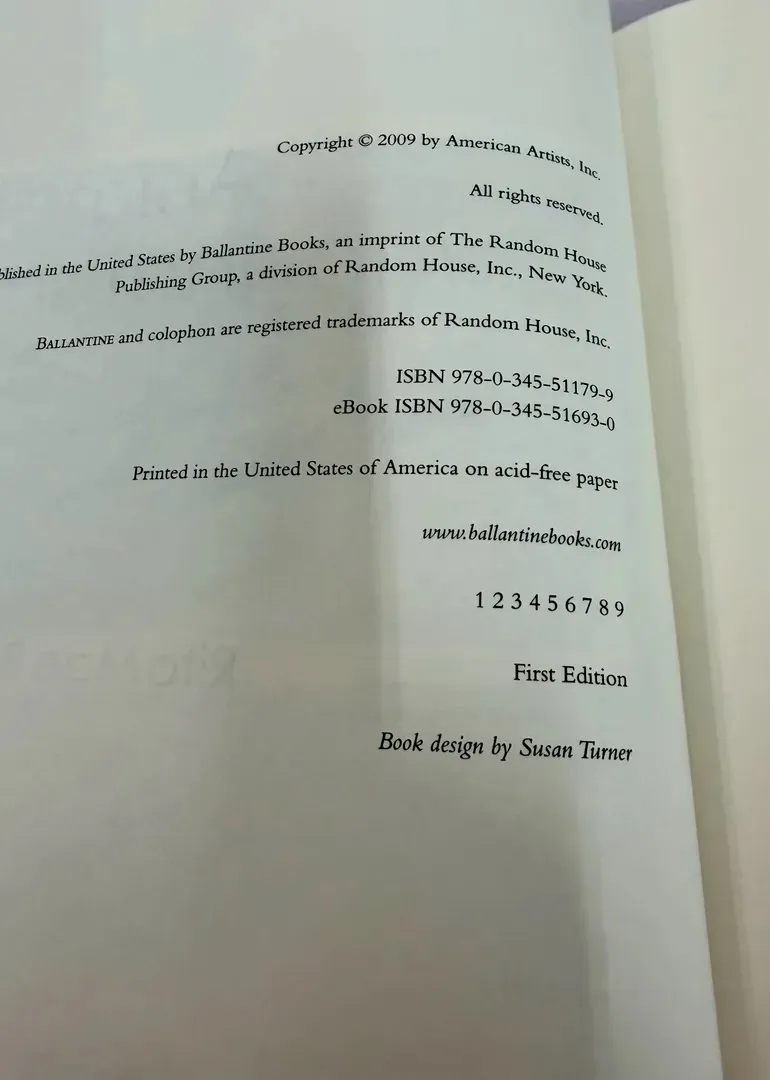 Copyright © 2009 by American Artists, Inc.
All rights reserved.
in the United States by Ballantine Books, an imprint of The Random House
Publishing Group, a division of Random House, Inc., New York.
BALLANTINE and colophon are registered trademarks of Random House, Inc.
ISBN 978-0-345-51179-9
eBook ISBN 978-0-345-51693-0
Printed in the United States of America on acid-free paper
www.ballantinebooks.com
1 2 3 4 5 6 7 8 9
First Edition
Book design by Susan Turner